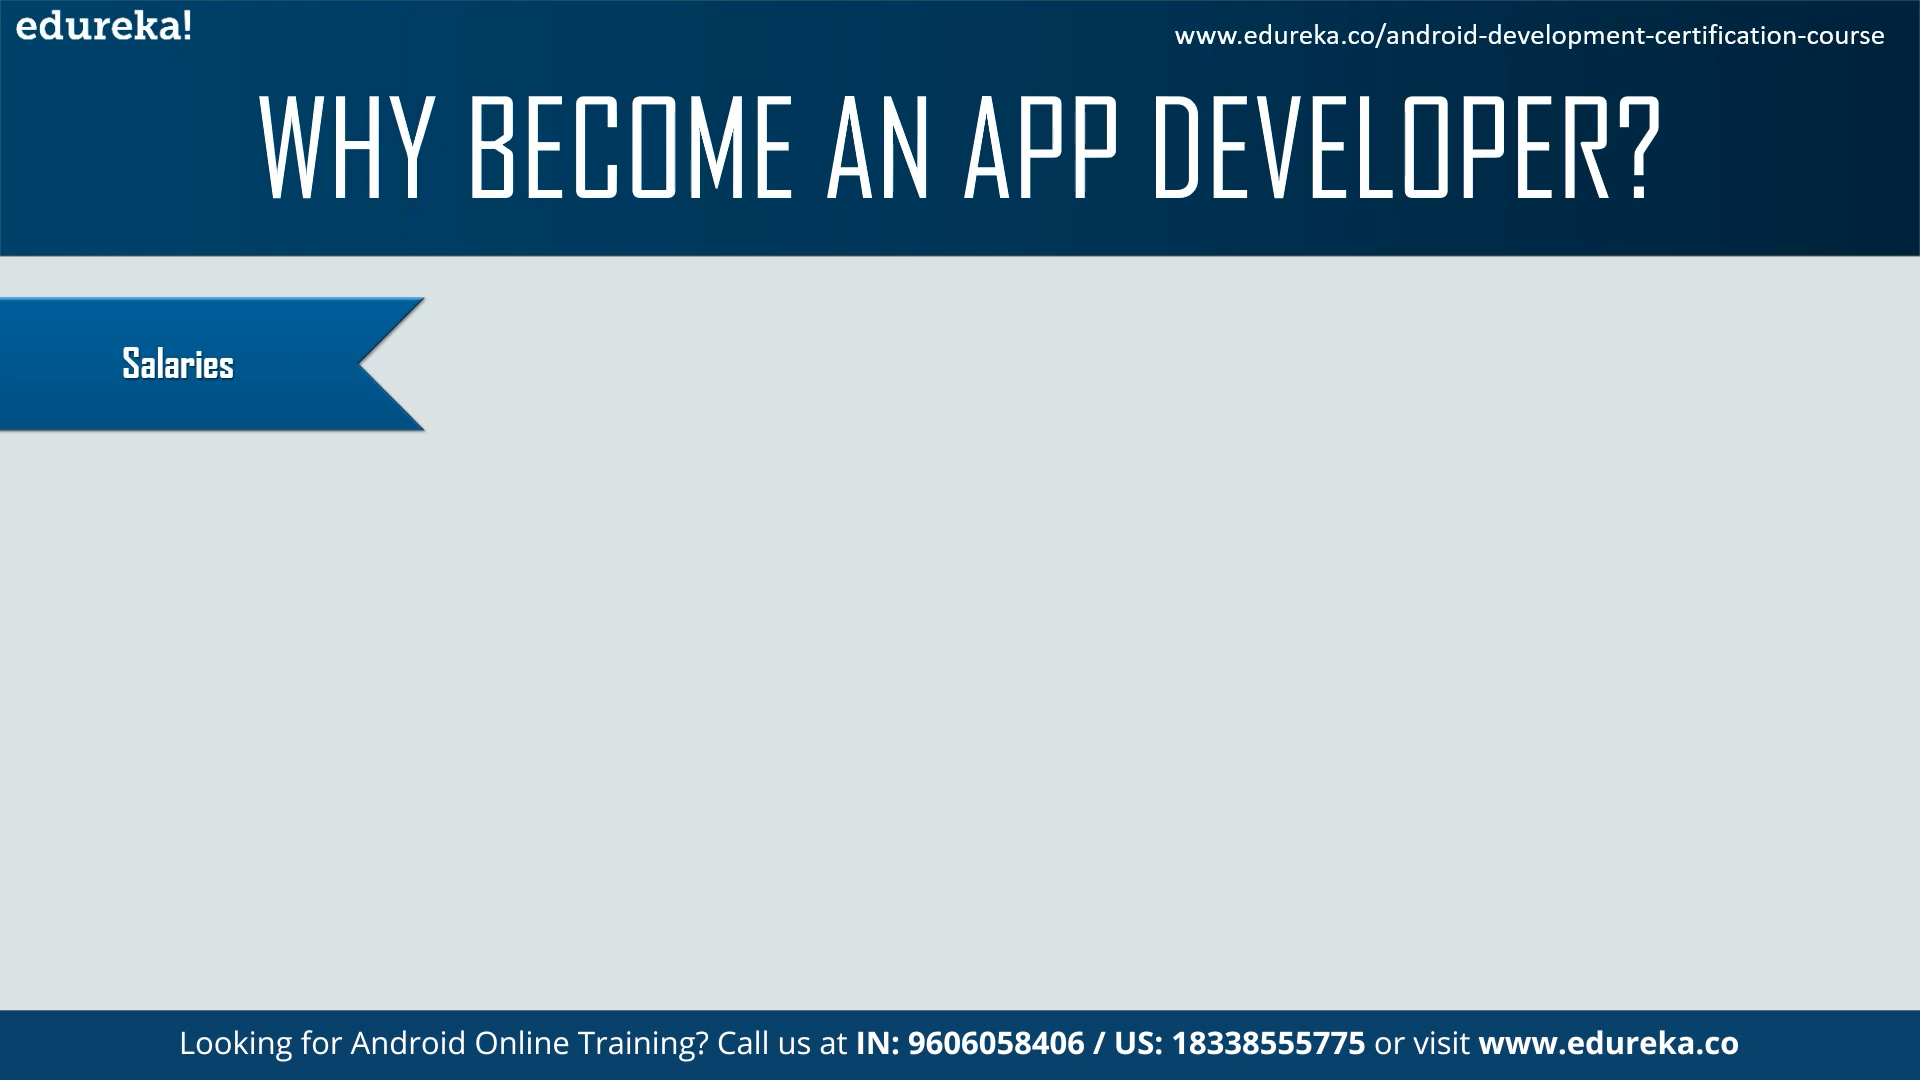 edureka!
www.edureka.co/android-development-certification-course
WHY BECOME AN APP DEVELOPER?
Salaries
Looking for Android Online Training? Call us at IN: 9606058406 / US: 18338555775 or visit www.edureka.co